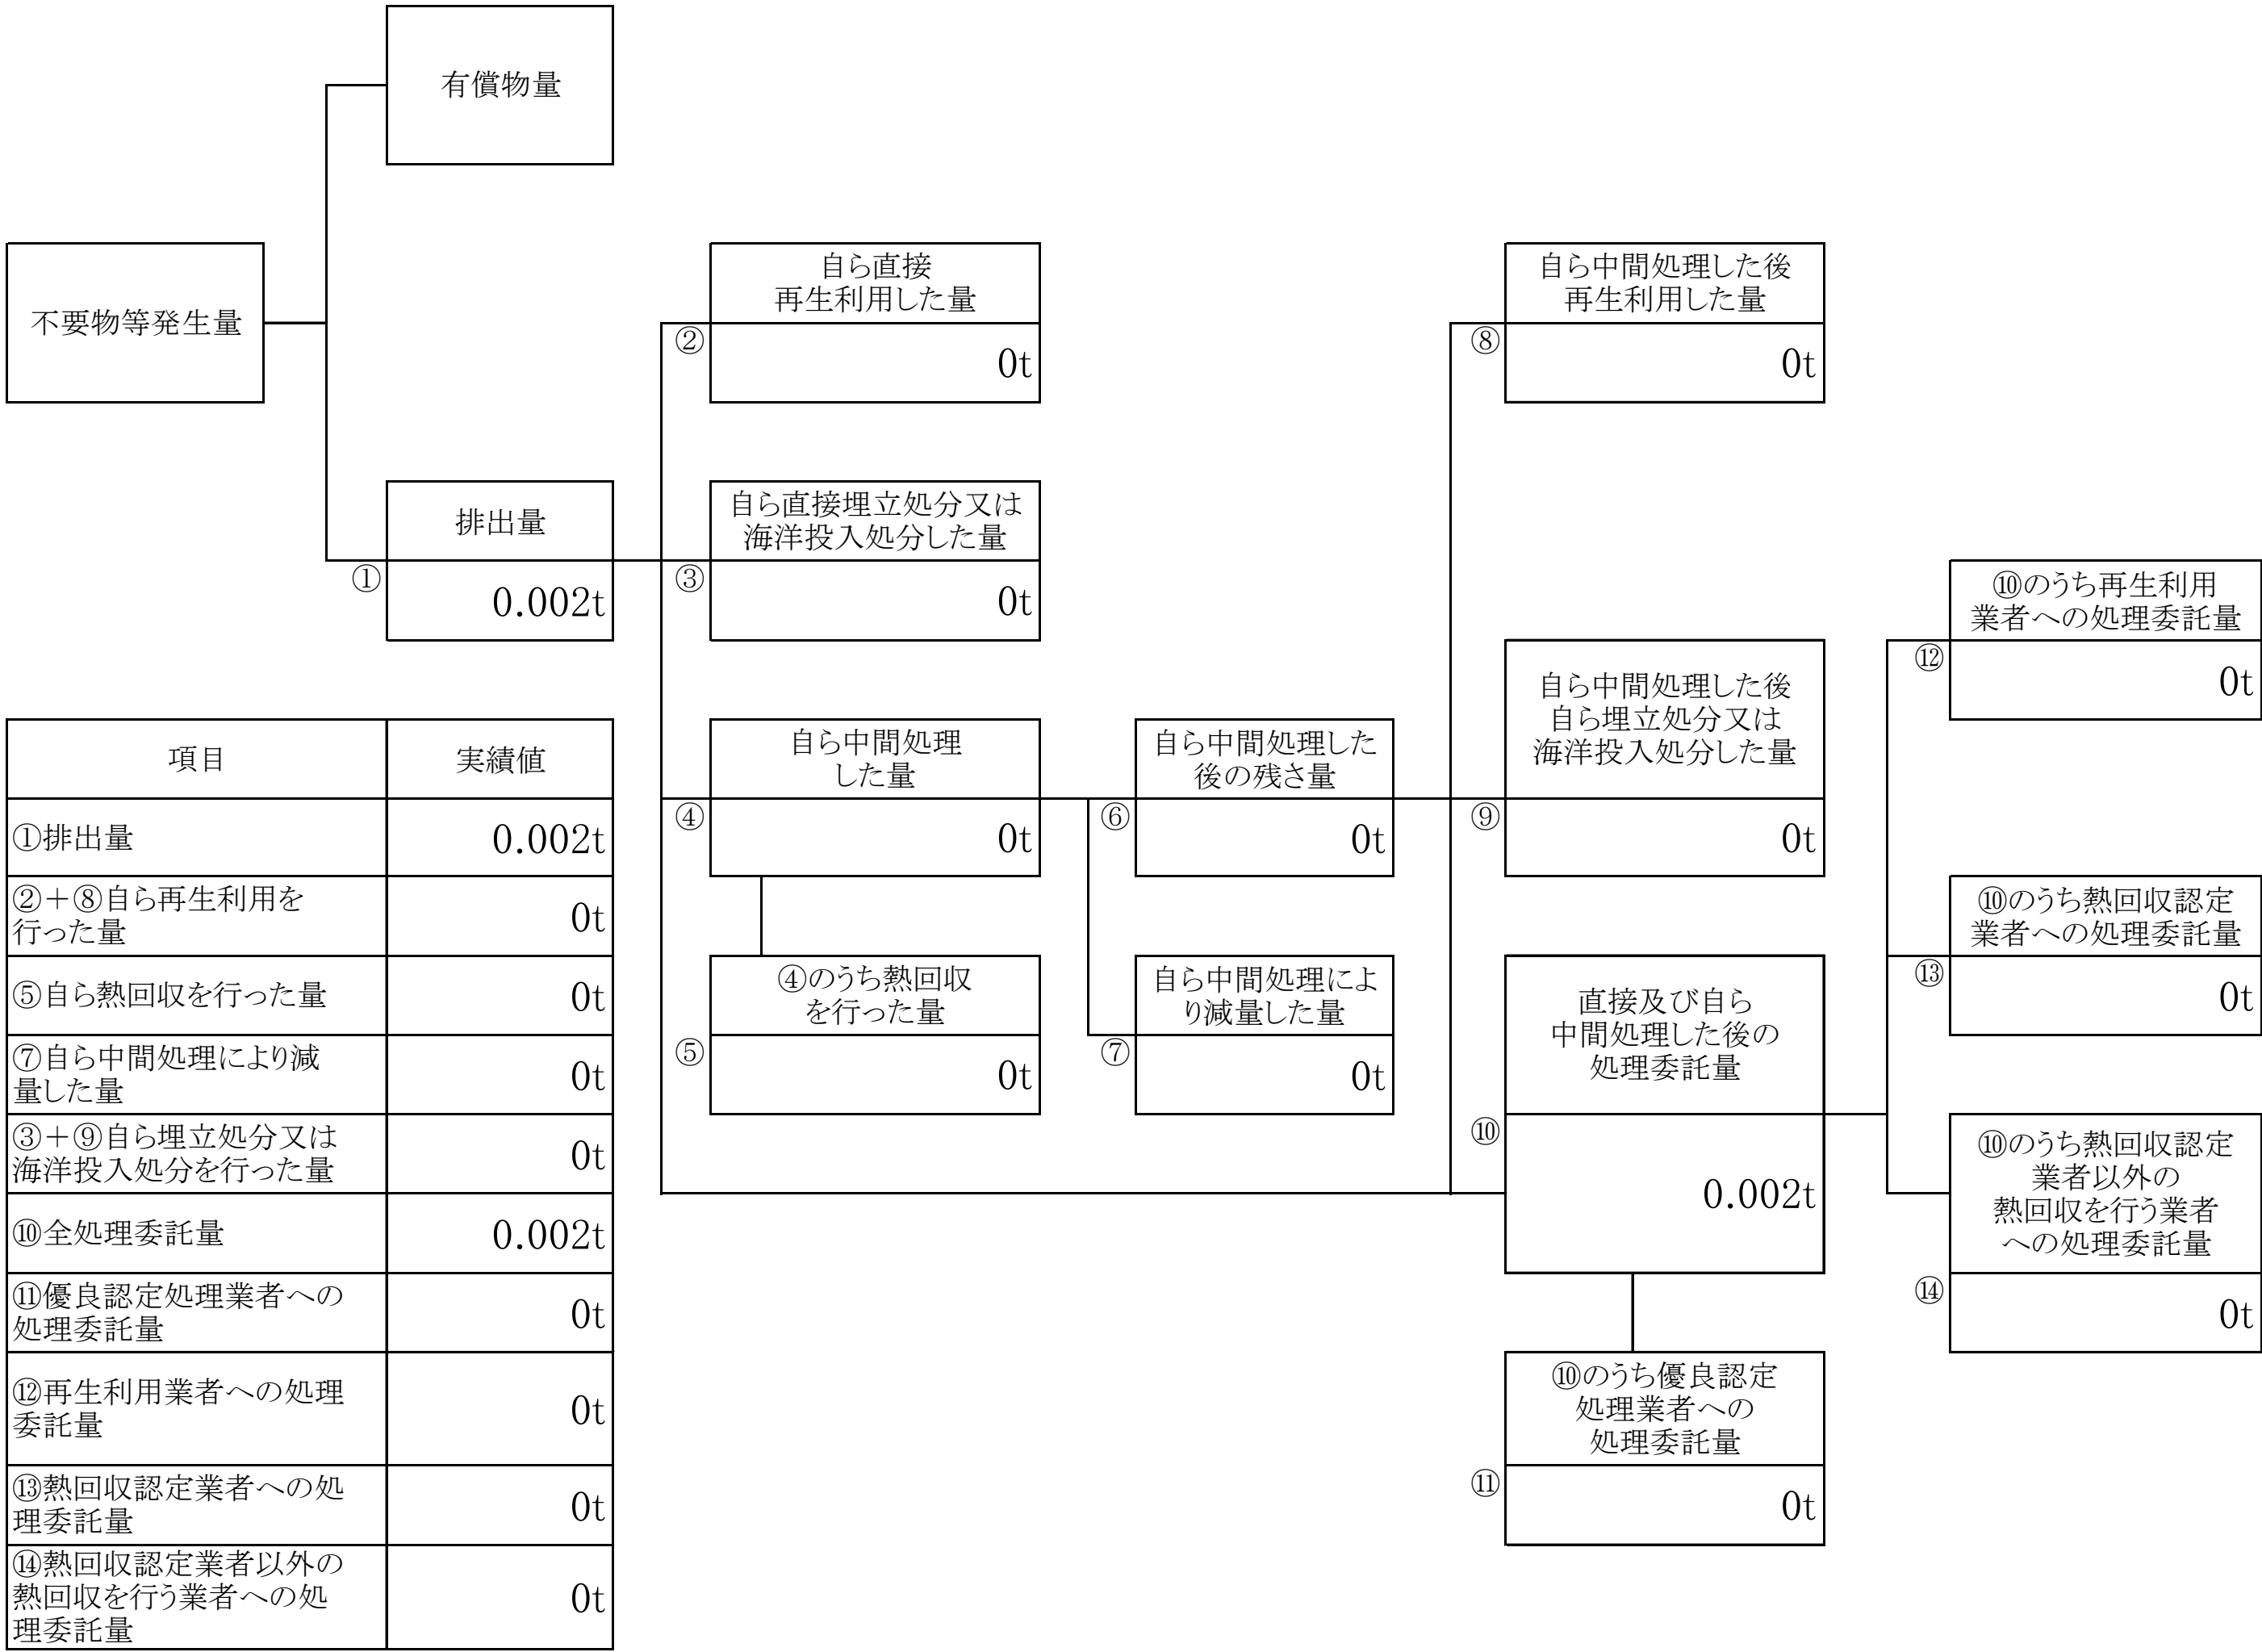 有償物量
不要物等発生量
自ら直接
再生利用した量
②
0t
自ら中間処理した後
再生利用した量
⑧
0t
排出量
①
0.002t
自ら直接埋立処分又は
海洋投入処分した量
③
0t
⑩のうち再生利用
業者への処理委託量
⑫
0t
自ら中間処理
した量
④
0t
自ら中間処理した
後の残さ量
⑥
0t
自ら中間処理した後
自ら埋立処分又は
海洋投入処分した量
⑨
0t
⑩のうち熱回収認定
業者への処理委託量
⑬
0t
④のうち熱回収
を行った量
⑤
0t
自ら中間処理によ
り減量した量
⑦
0t
直接及び自ら
中間処理した後の
処理委託量
⑩
0.002t
⑩のうち熱回収認定
業者以外の
熱回収を行う業者
への処理委託量
⑭
0t
⑩のうち優良認定
処理業者への
処理委託量
⑪
0t
項目 実績値
①排出量 0.002t
②＋⑧自ら再生利用を
行った量 0t
⑤自ら熱回収を行った量 0t
⑦自ら中間処理により減
量した量 0t
③＋⑨自ら埋立処分又は
海洋投入処分を行った量 0t
⑩全処理委託量 0.002t
⑪優良認定処理業者への
処理委託量 0t
⑫再生利用業者への処理
委託量 0t
⑬熱回収認定業者への処
理委託量 0t
⑭熱回収認定業者以外の
熱回収を行う業者への処
理委託量 0t